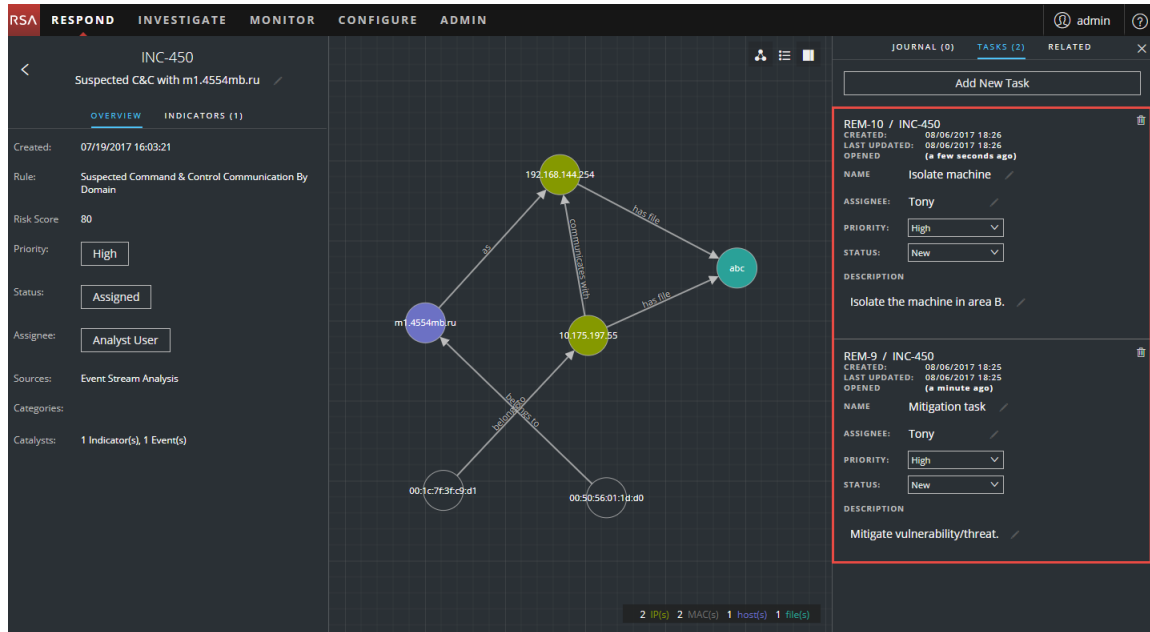 RSA RESPOND INVESTIGATE MONITOR CONFIGURE ADMIN admin ?
INC-450
Suspected C&C with m1.4554mb.ru
OVERVIEW INDICATORS (1)
Created: 07/19/2017 16:03:21
Rule: Suspected Command & Control Communication By
Domain
Risk Score 80
Priority: High
Status: Assigned
Assignee: Analyst User
Sources: Event Stream Analysis
Categories:
Catalysts: 1 Indicator(s), 1 Event(s)
192.168.144.254
has file
as
communicates with
abc
has file
m1.4554mb.ru
10.175.197.55
belongs to
belongs to
00:1c:7f:3f:c9:d1
00:50:56:01:1d:d0
2 IP(s) 2 MAC(s) 1 host(s) 1 file(s)
JOURNAL (0) TASKS (2) RELATED
Add New Task
REM-10 / INC-450
CREATED: 08/06/2017 18:26
LAST UPDATED: 08/06/2017 18:26
OPENED (a few seconds ago)
NAME Isolate machine
ASSIGNEE: Tony
PRIORITY: High
STATUS: New
DESCRIPTION
Isolate the machine in area B.
REM-9 / INC-450
CREATED: 08/06/2017 18:25
LAST UPDATED: 08/06/2017 18:25
OPENED (a minute ago)
NAME Mitigation task
ASSIGNEE: Tony
PRIORITY: High
STATUS: New
DESCRIPTION
Mitigate vulnerability/threat.